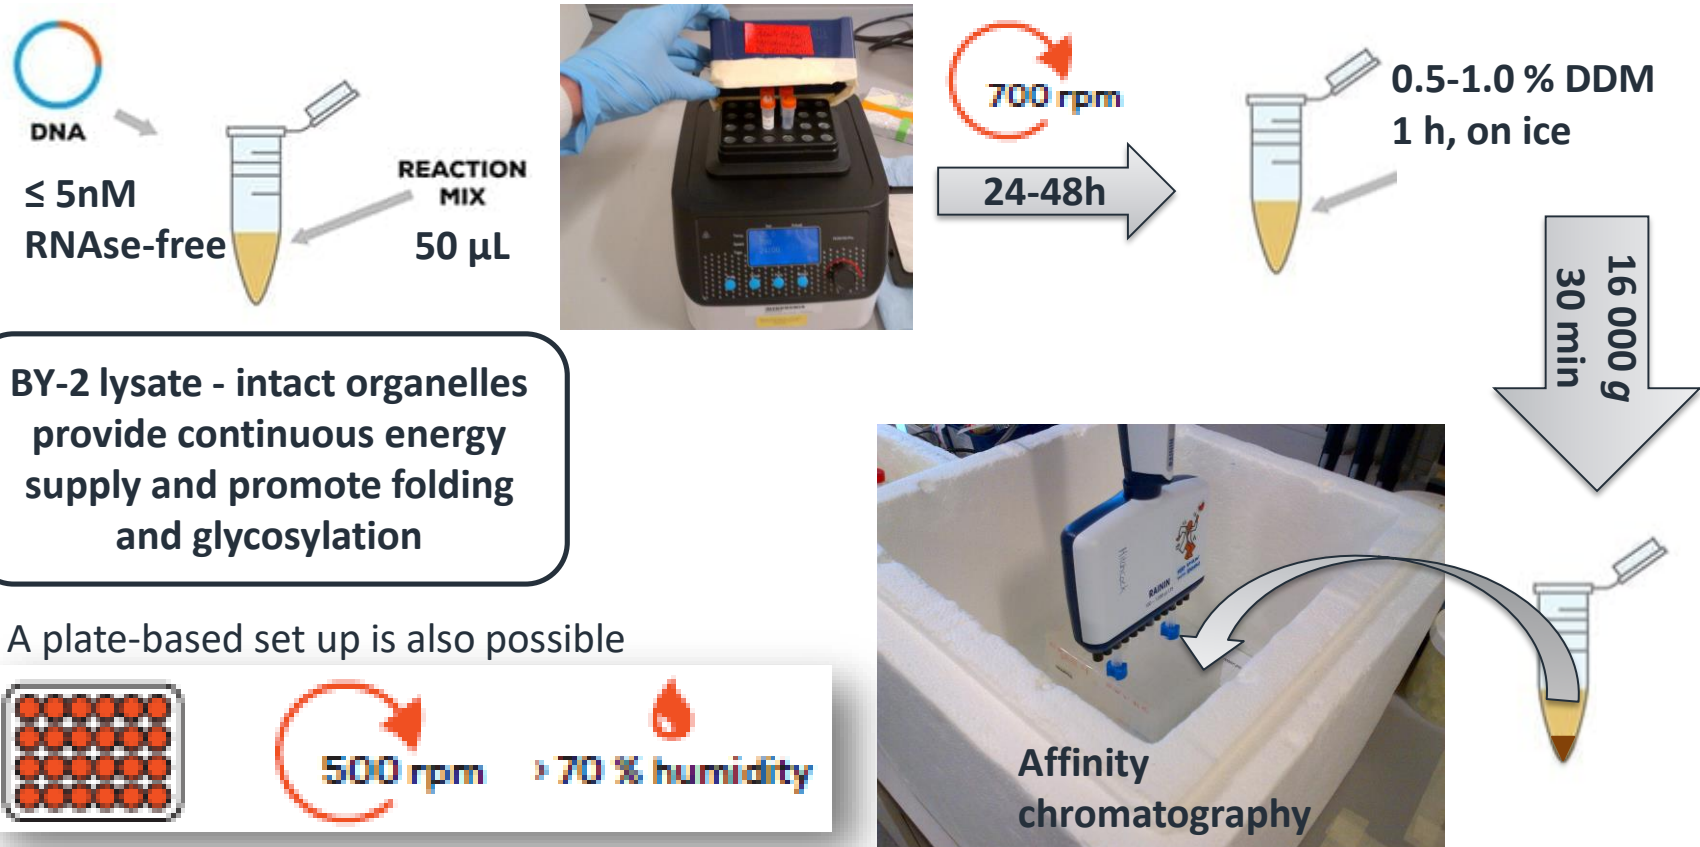 DNA
≤ 5nM
RNAse-free
REACTION
MIX
50 µL
700 rpm
24-48h
0.5-1.0 % DDM
1 h, on ice
16 000 g
30 min
BY-2 lysate - intact organelles
provide continuous energy
supply and promote folding
and glycosylation
A plate-based set up is also possible
500 rpm
> 70 % humidity
RAININ
Affinity
chromatography